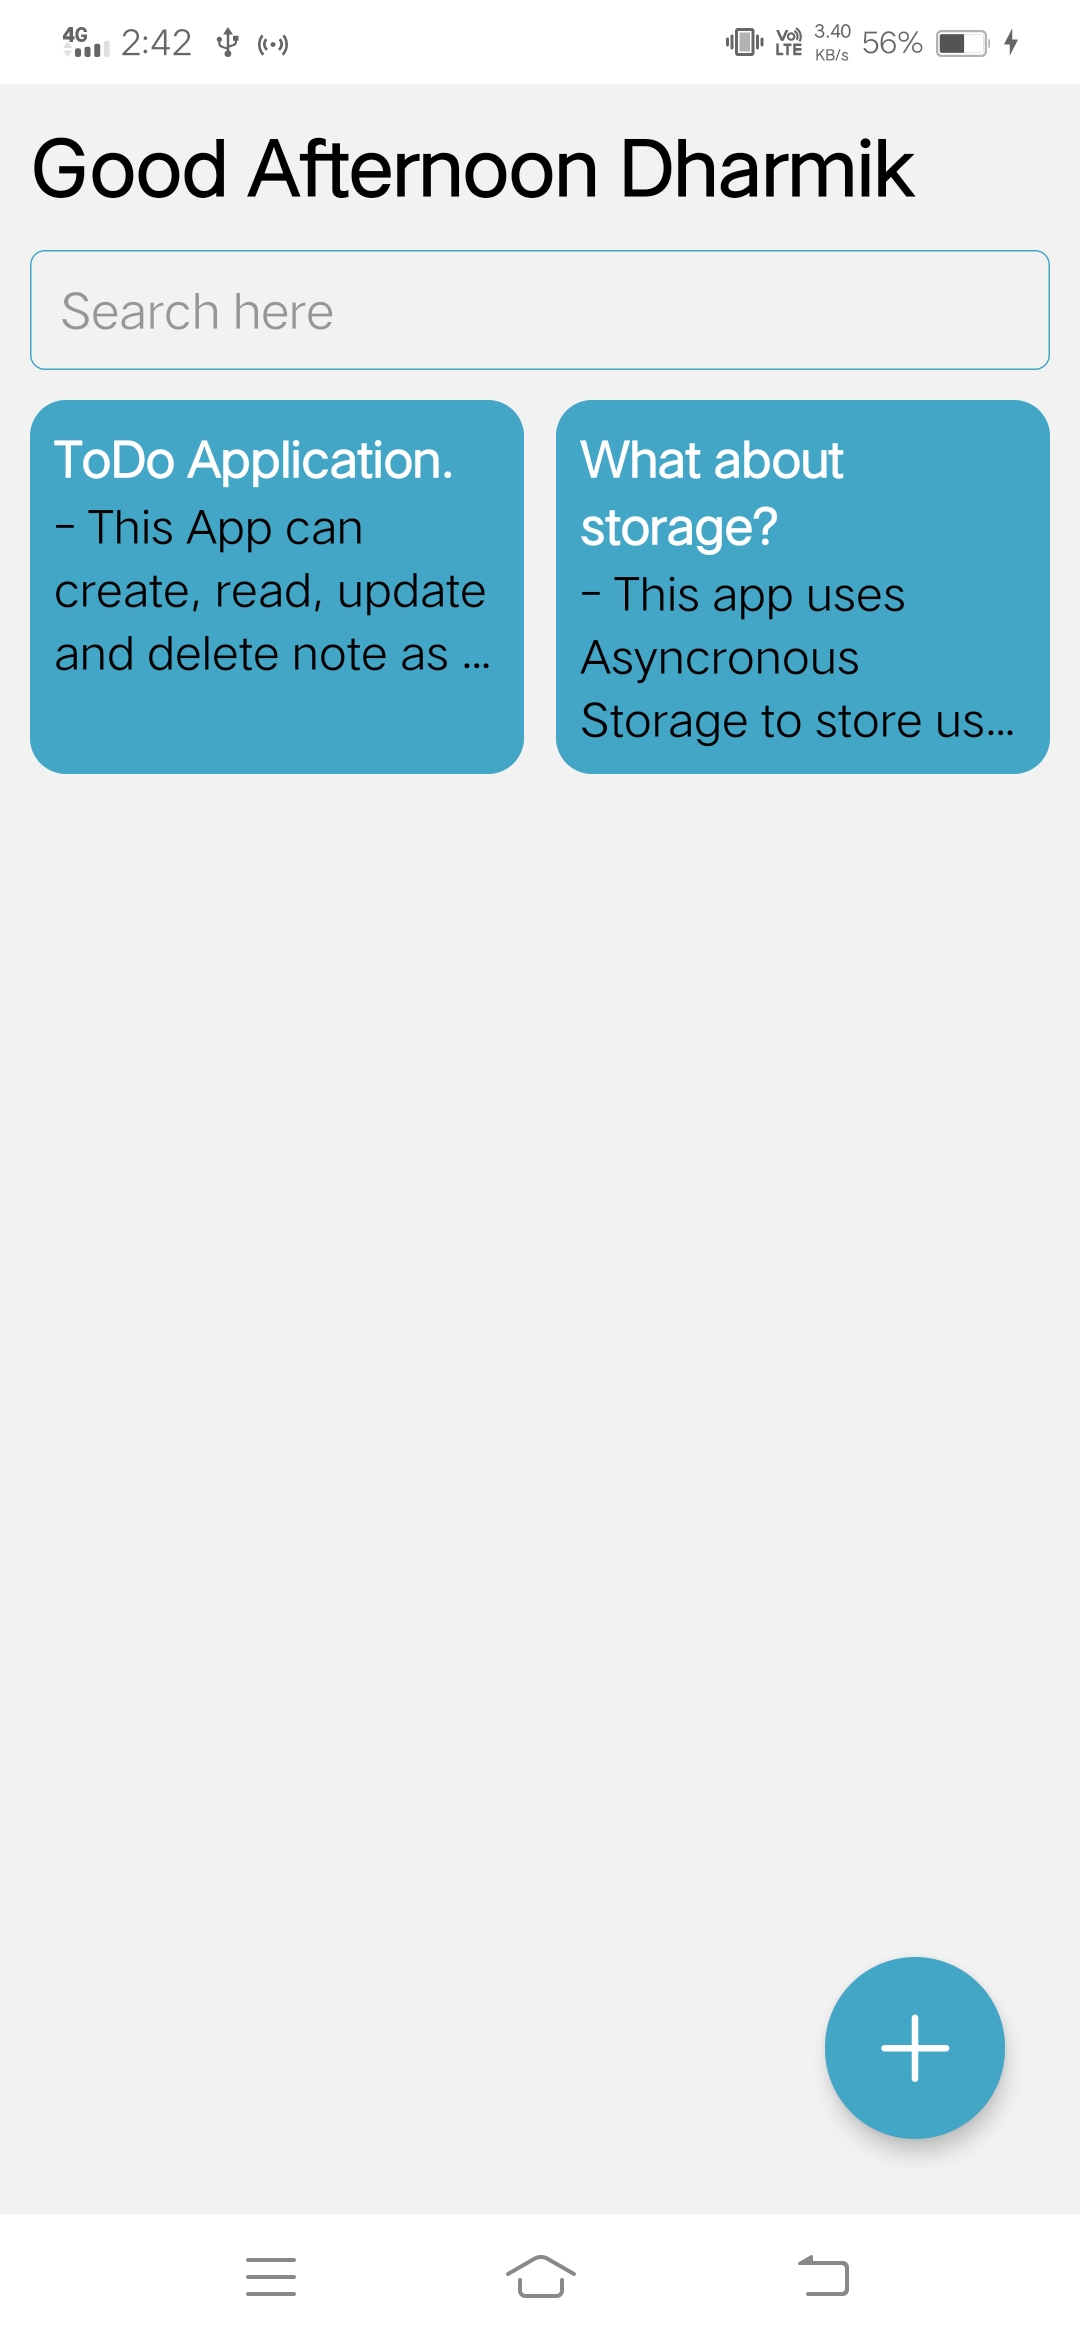 4G 2:42 Vo) LTE 3.40 KB/s 56%
Good Afternoon Dharmik
Search here
ToDo Application.
- This App can
create, read, update
and delete note as ...
What about
storage?
- This app uses
Asyncronous
Storage to store us...